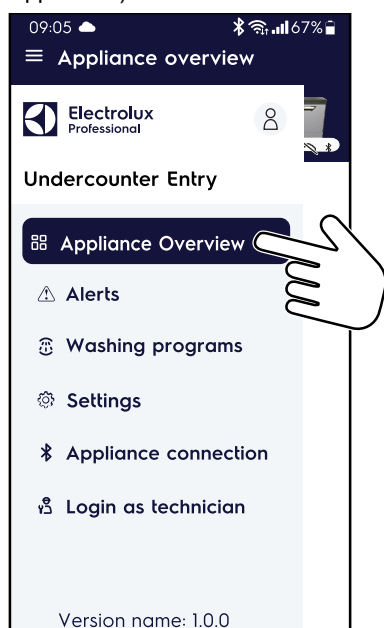 09:05 67%
Appliance overview
Electrolux
Professional
Undercounter Entry
Appliance Overview
Alerts
Washing programs
Settings
Appliance connection
Login as technician
Version name: 1.0.0